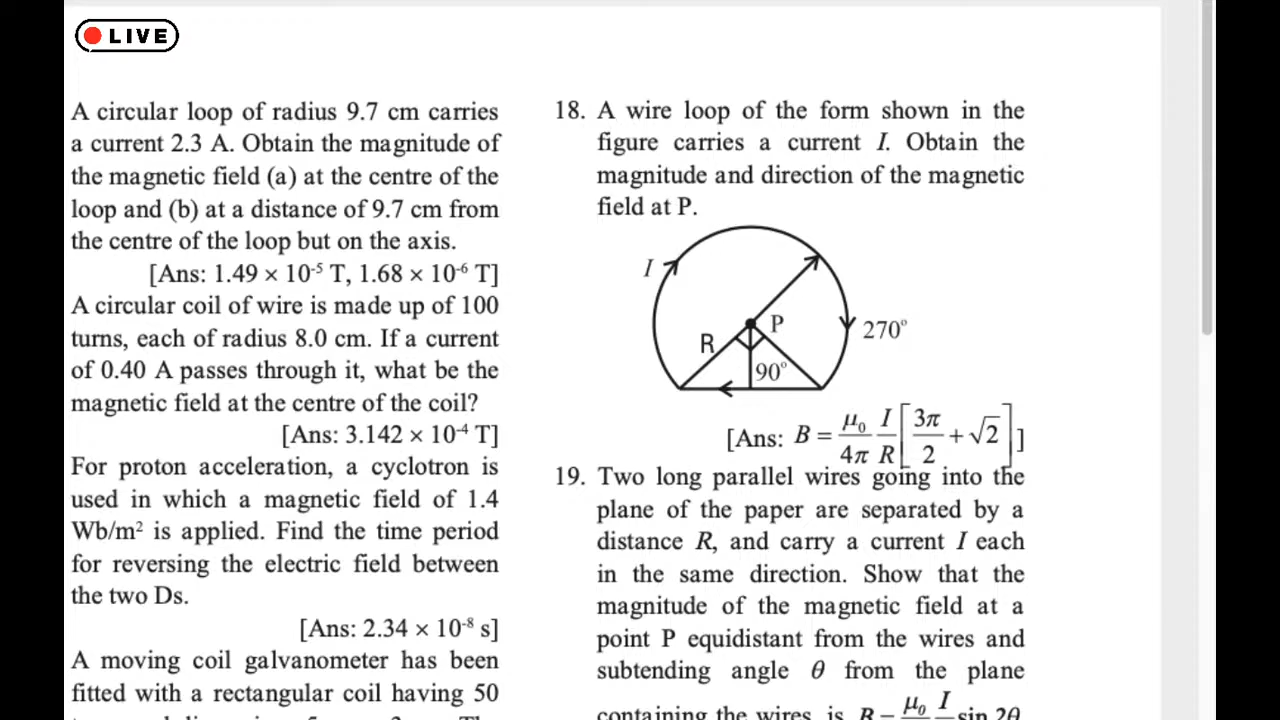 LIVE
A circular loop of radius 9.7 cm carries
a current 2.3 A. Obtain the magnitude of
the magnetic field (a) at the centre of the
loop and (b) at a distance of 9.7 cm from
the centre of the loop but on the axis.
[Ans: 1.49 × 10⁻⁵ T, 1.68 × 10⁻⁶ T]
A circular coil of wire is made up of 100
turns, each of radius 8.0 cm. If a current
of 0.40 A passes through it, what be the
magnetic field at the centre of the coil?
[Ans: 3.142 × 10⁻⁴ T]
For proton acceleration, a cyclotron is
used in which a magnetic field of 1.4
Wb/m² is applied. Find the time period
for reversing the electric field between
the two Ds.
[Ans: 2.34 × 10⁻⁸ s]
A moving coil galvanometer has been
fitted with a rectangular coil having 50
18. A wire loop of the form shown in the
figure carries a current I. Obtain the
magnitude and direction of the magnetic
field at P.
I
P
270°
R
90°
[Ans: B = μ₀/4π I/R [3π/2 + √2]]
19. Two long parallel wires going into the
plane of the paper are separated by a
distance R, and carry a current I each
in the same direction. Show that the
magnitude of the magnetic field at a
point P equidistant from the wires and
subtending angle θ from the plane
containing the wires is B = μ₀ I sin 2θ